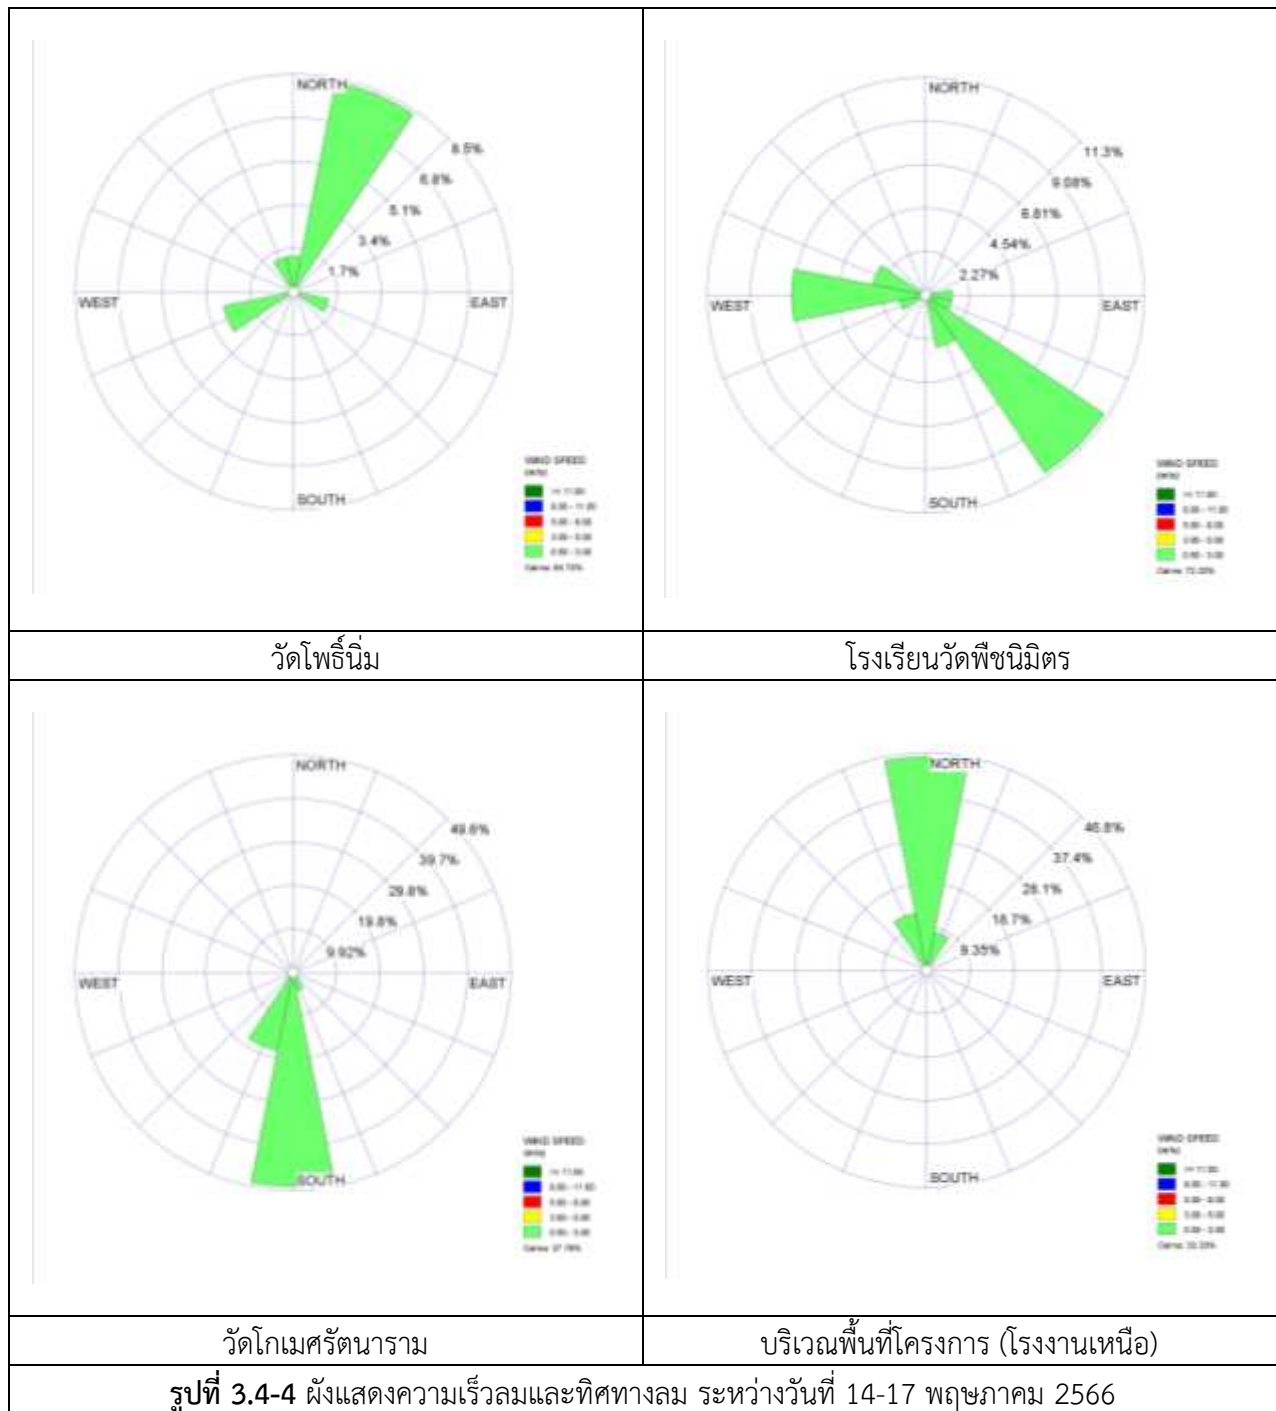 NORTH
8.5%
6.8%
5.1%
3.4%
1.7%
WEST
EAST
SOUTH
WIND SPEED
(m/s)
วัดโพธิ์นิ่ม
NORTH
11.3%
9.08%
6.81%
4.54%
2.27%
WEST
EAST
SOUTH
WIND SPEED
(m/s)
โรงเรียนวัดพืชนิมิตร
NORTH
49.6%
39.7%
29.8%
19.8%
9.92%
WEST
EAST
SOUTH
WIND SPEED
(m/s)
วัดโกเมศรัตนาราม
NORTH
46.8%
37.4%
28.1%
18.7%
9.35%
WEST
EAST
SOUTH
WIND SPEED
(m/s)
บริเวณพื้นที่โครงการ (โรงงานเหนือ)
รูปที่ 3.4-4 ผังแสดงความเร็วลมและทิศทางลม ระหว่างวันที่ 14-17 พฤษภาคม 2566